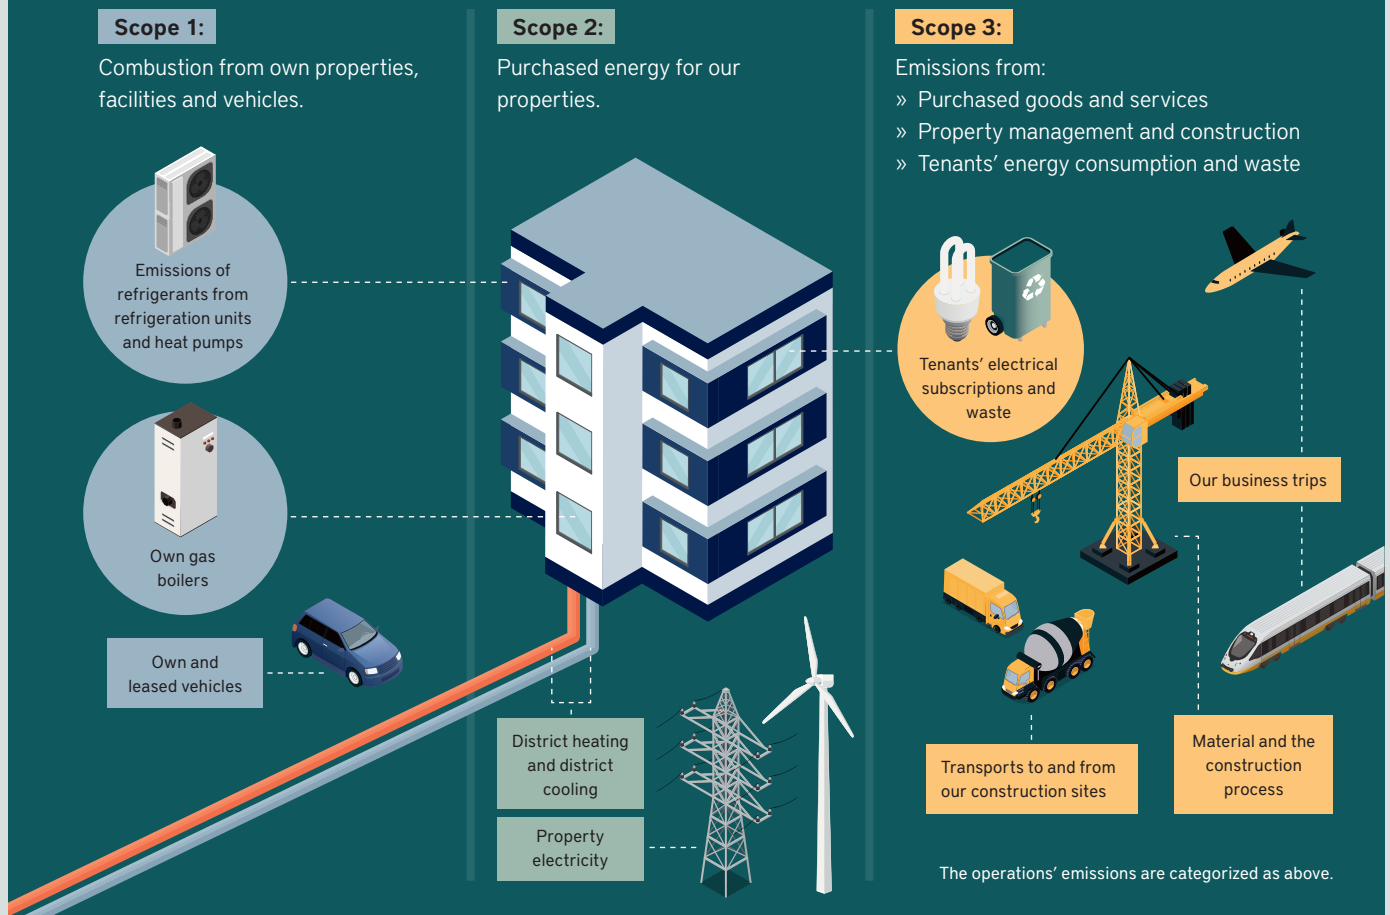 Scope 1:
Combustion from own properties,
facilities and vehicles.
Emissions of
refrigerants from
refrigeration units
and heat pumps
Own gas
boilers
Own and
leased vehicles
Scope 2:
Purchased energy for our
properties.
District heating
and district
cooling
Property
electricity
Scope 3:
Emissions from:
» Purchased goods and services
» Property management and construction
» Tenants’ energy consumption and waste
Tenants’ electrical
subscriptions and
waste
Our business trips
Transports to and from
our construction sites
Material and the
construction
process
The operations’ emissions are categorized as above.